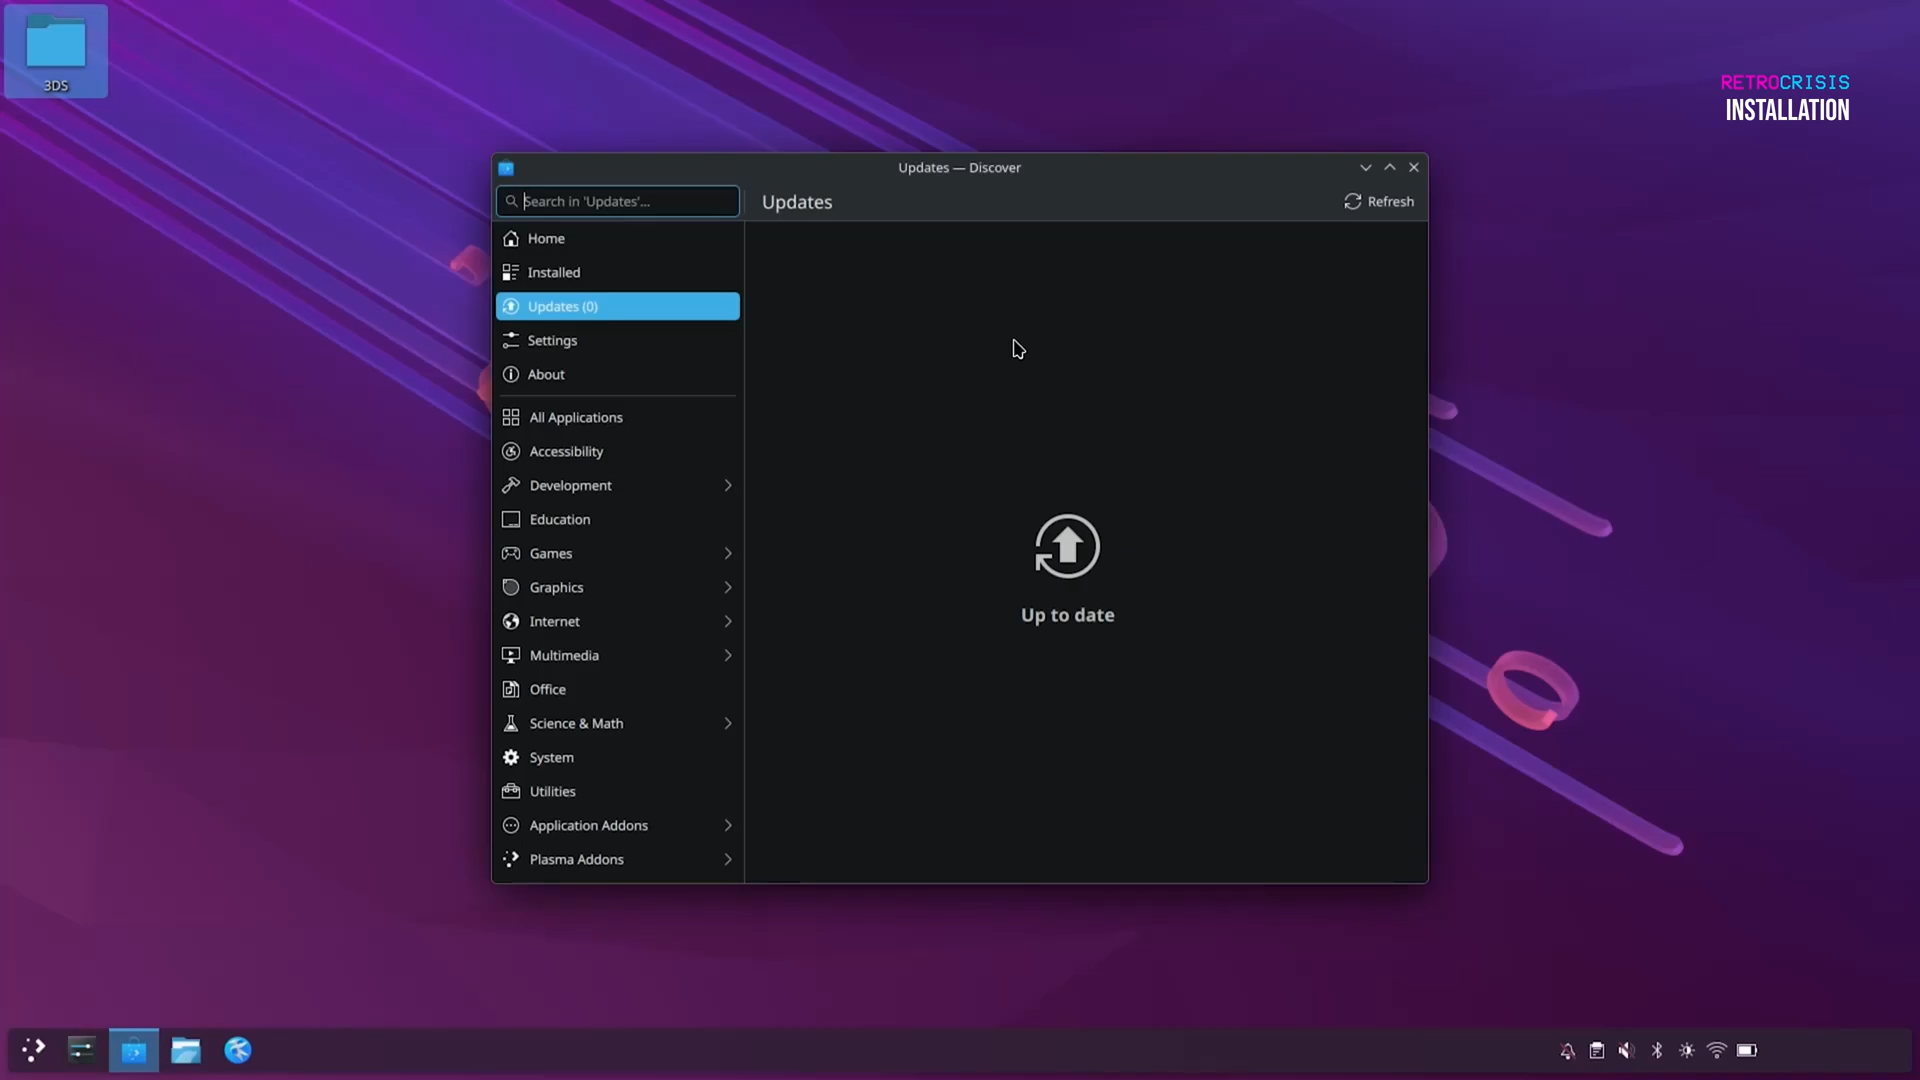 3DS
RETROCRISIS
INSTALLATION
Updates — Discover
Search in 'Updates'...
Updates
Refresh
Home
Installed
Updates (0)
Settings
About
All Applications
Accessibility
Development
Education
Games
Graphics
Internet
Multimedia
Office
Science & Math
System
Utilities
Application Addons
Plasma Addons
Up to date